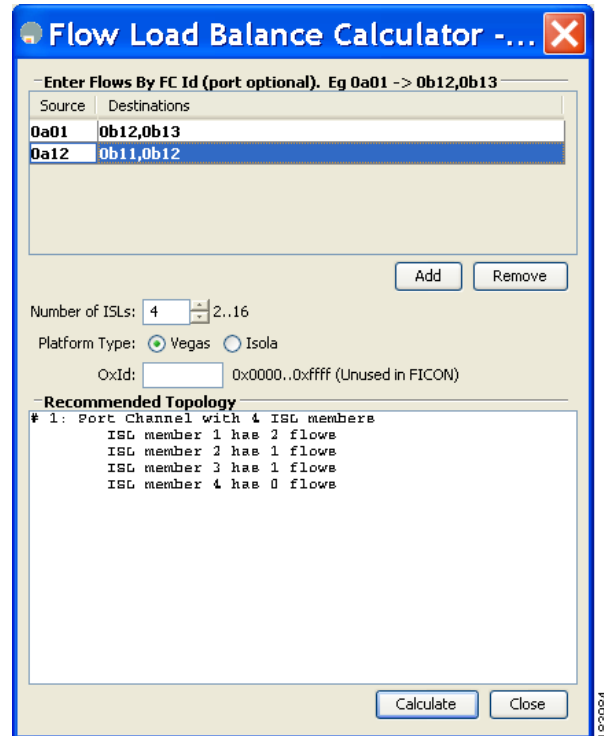 Flow Load Balance Calculator -...
Enter Flows By FC Id (port optional). Eg 0a01 -> 0b12,0b13
Source Destinations
0a01 0b12,0b13
0a12 0b11,0b12
Add Remove
Number of ISLs: 4 2..16
Platform Type: Vegas Isola
OxId: 0x0000..0xffff (Unused in FICON)
Recommended Topology
# 1: Port Channel with 4 ISL members
ISL member 1 has 2 flows
ISL member 2 has 1 flows
ISL member 3 has 1 flows
ISL member 4 has 0 flows
Calculate Close